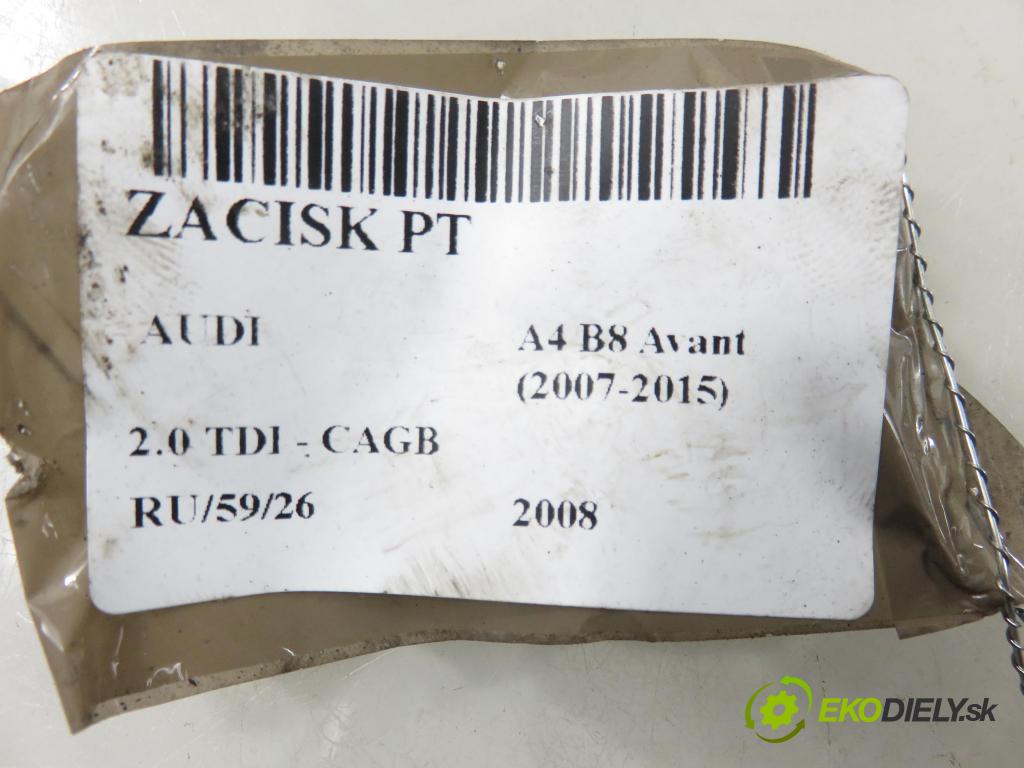 ZACISK PT
AUDI A4 B8 Avant
(2007-2015)
2.0 TDI - CAGB
RU/59/26 2008
EKODIELY.sk